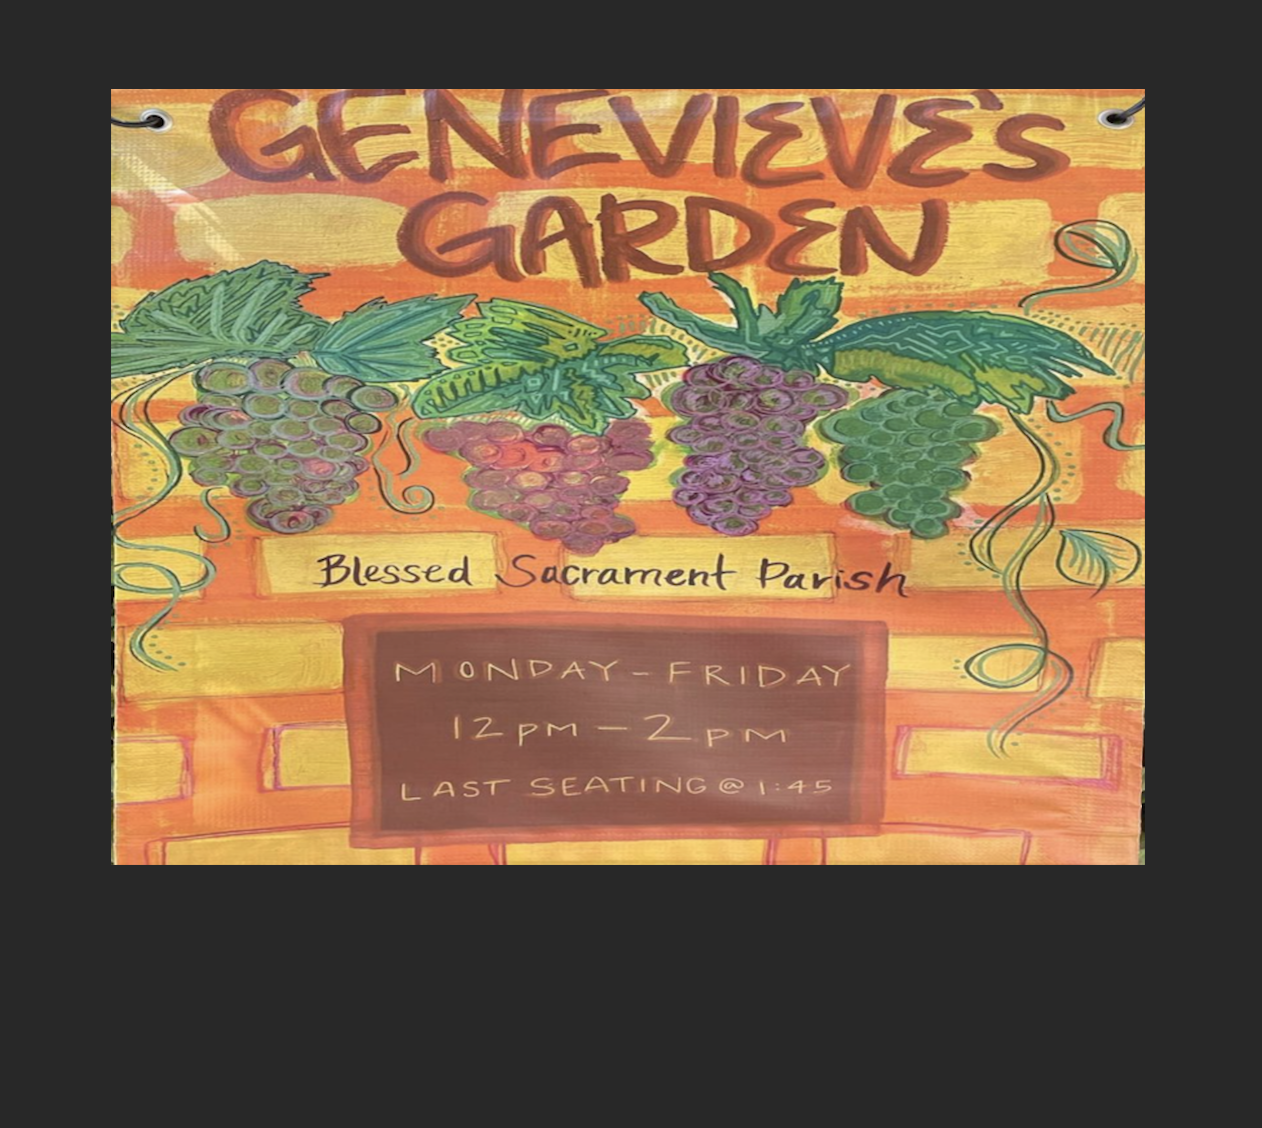 GENEVIEVE's
GARDEN
Blessed Sacrament Parish
MONDAY-FRIDAY
12pm-2pm
LAST SEATING@1:45